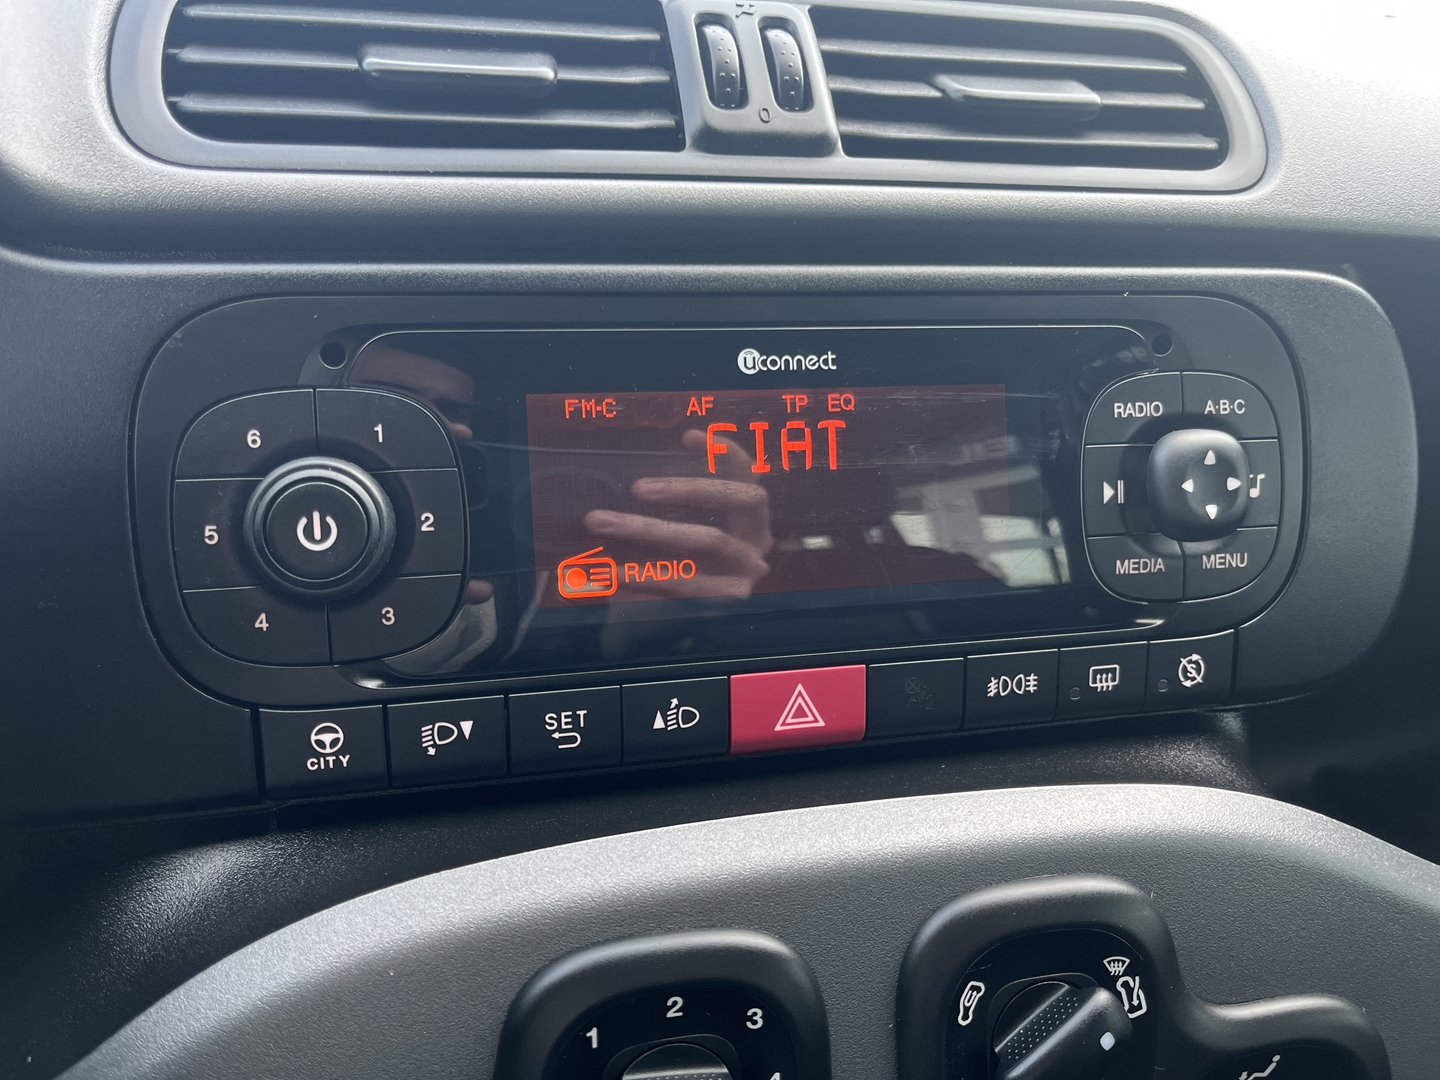 uconnect
FM-C AF TP EQ
FIAT
RADIO
6 1
5 2
4 3
RADIO A·B·C
MEDIA MENU
CITY
SET
1 2 3